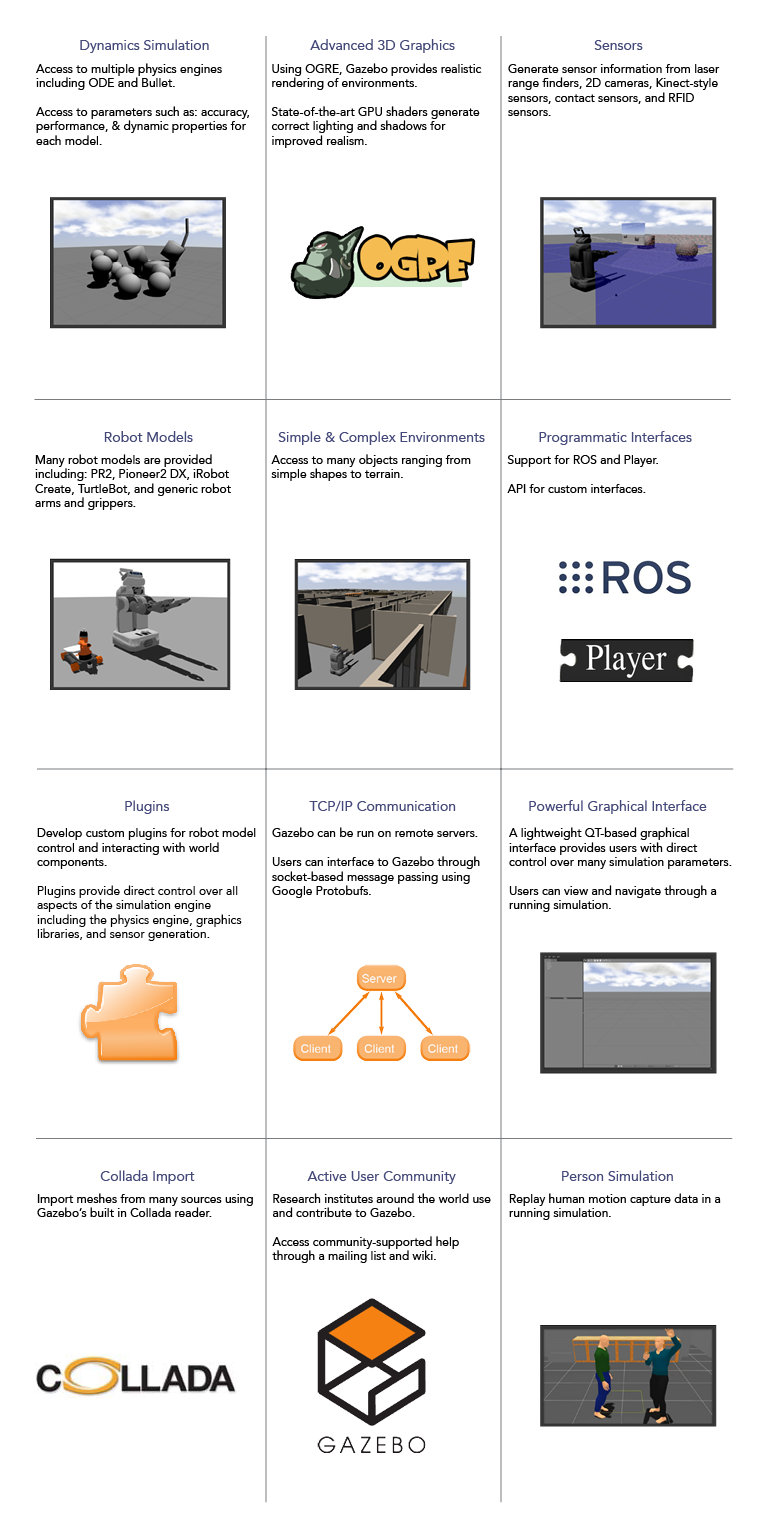 Dynamics Simulation
Access to multiple physics engines
including ODE and Bullet.
Access to parameters such as: accuracy,
performance, & dynamic properties for
each model.
Advanced 3D Graphics
Using OGRE, Gazebo provides realistic
rendering of environments.
State-of-the-art GPU shaders generate
correct lighting and shadows for
improved realism.
OGRE
Sensors
Generate sensor information from laser
range finders, 2D cameras, Kinect-style
sensors, contact sensors, and RFID
sensors.
Robot Models
Many robot models are provided
including: PR2, Pioneer2 DX, iRobot
Create, TurtleBot, and generic robot
arms and grippers.
Simple & Complex Environments
Access to many objects ranging from
simple shapes to terrain.
Programmatic Interfaces
Support for ROS and Player.
API for custom interfaces.
ROS
Player
Plugins
Develop custom plugins for robot model
control and interacting with world
components.
Plugins provide direct control over all
aspects of the simulation engine
including the physics engine, graphics
libraries, and sensor generation.
TCP/IP Communication
Gazebo can be run on remote servers.
Users can interface to Gazebo through
socket-based message passing using
Google Protobufs.
Server
Client Client Client
Powerful Graphical Interface
A lightweight QT-based graphical
interface provides users with direct
control over many simulation parameters.
Users can view and navigate through a
running simulation.
Collada Import
Import meshes from many sources using
Gazebo's built in Collada reader.
COLLADA
Active User Community
Research institutes around the world use
and contribute to Gazebo.
Access community-supported help
through a mailing list and wiki.
GAZEBO
Person Simulation
Replay human motion capture data in a
running simulation.